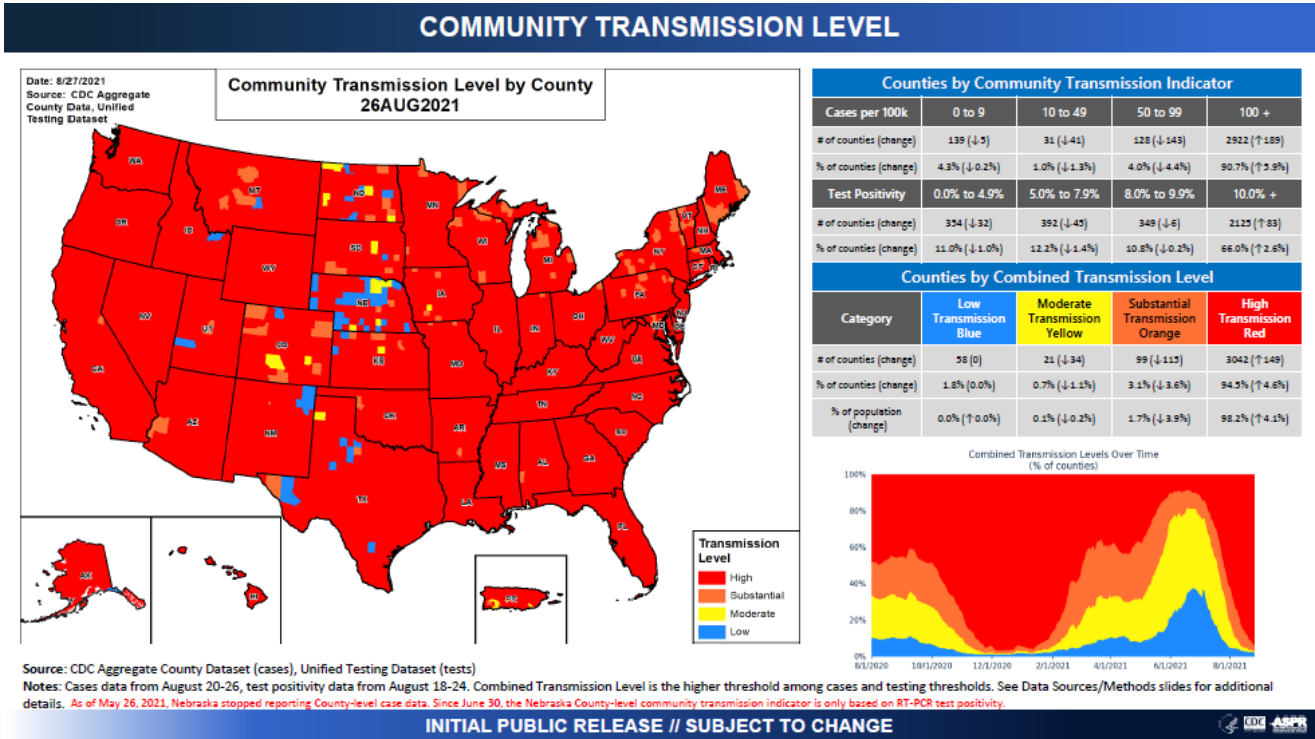 COMMUNITY TRANSMISSION LEVEL
Date: 8/27/2021
Source: CDC Aggregate
County Data, Unified
Testing Dataset
Community Transmission Level by County
26AUG2021
WA
OR
CA
ID
NV
MT
WY
UT
AZ
CO
NM
ND
SD
NE
KS
OK
TX
MN
IA
MO
AR
LA
WI
IL
MI
IN
OH
KY
TN
MS
AL
GA
FL
SC
NC
VA
WV
PA
NY
VT
NH
ME
MA
CT
RI
NJ
DE
MD
AK
HI
PR
Transmission
Level
High
Substantial
Moderate
Low
Counties by Community Transmission Indicator
Cases per 100k 0 to 9 10 to 49 50 to 99 100 +
# of counties (change) 139 (↓5) 31 (↓41) 128 (↓143) 2922 (↑189)
% of counties (change) 4.3% (↓0.2%) 1.0% (↓1.3%) 4.0% (↓4.4%) 90.7% (↑5.9%)
Test Positivity 0.0% to 4.9% 5.0% to 7.9% 8.0% to 9.9% 10.0% +
# of counties (change) 354 (↓32) 392 (↓45) 349 (↓6) 2125 (↑83)
% of counties (change) 11.0% (↓1.0%) 12.2% (↓1.4%) 10.8% (↓0.2%) 66.0% (↑2.6%)
Counties by Combined Transmission Level
Category Low Transmission Blue Moderate Transmission Yellow Substantial Transmission Orange High Transmission Red
# of counties (change) 58 (0) 21 (↓34) 99 (↓115) 3042 (↑149)
% of counties (change) 1.8% (0.0%) 0.7% (↓1.1%) 3.1% (↓3.6%) 94.5% (↑4.6%)
% of population (change) 0.0% (↑0.0%) 0.1% (↓0.2%) 1.7% (↓3.9%) 98.2% (↑4.1%)
Combined Transmission Levels Over Time
(% of counties)
100%
80%
60%
40%
20%
0%
8/1/2020 10/1/2020 12/1/2020 2/1/2021 4/1/2021 6/1/2021 8/1/2021
Source: CDC Aggregate County Dataset (cases), Unified Testing Dataset (tests)
Notes: Cases data from August 20-26, test positivity data from August 18-24. Combined Transmission Level is the higher threshold among cases and testing thresholds. See Data Sources/Methods slides for additional
details. As of May 26, 2021, Nebraska stopped reporting County-level case data. Since June 30, the Nebraska County-level community transmission indicator is only based on RT-PCR test positivity.
INITIAL PUBLIC RELEASE // SUBJECT TO CHANGE
CDC ASPR